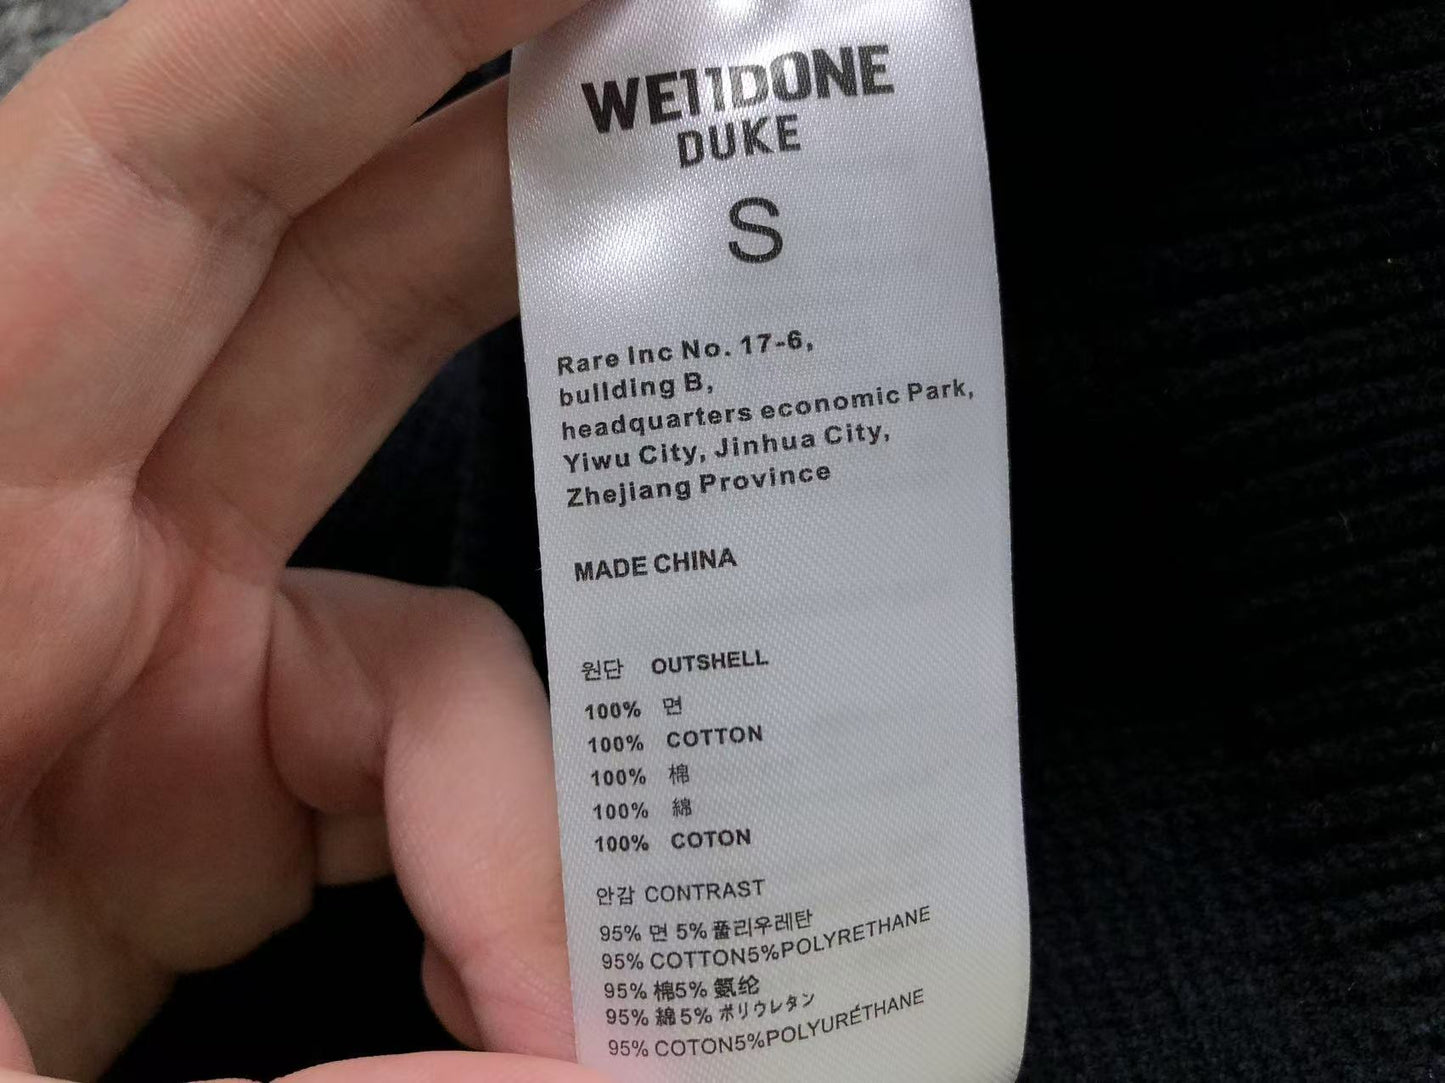 WE11DONE
DUKE
S
Rare Inc No. 17-6,
building B,
headquarters economic Park,
Yiwu City, Jinhua City,
Zhejiang Province
MADE CHINA
원단 OUTSHELL
100% 면
100% COTTON
100% 棉
100% 綿
100% COTON
안감 CONTRAST
95% 면 5% 폴리우레탄
95% COTTON5%POLYRETHANE
95% 棉5% 氨纶
95% 綿5% ポリウレタン
95% COTON5%POLYURÉTHANE